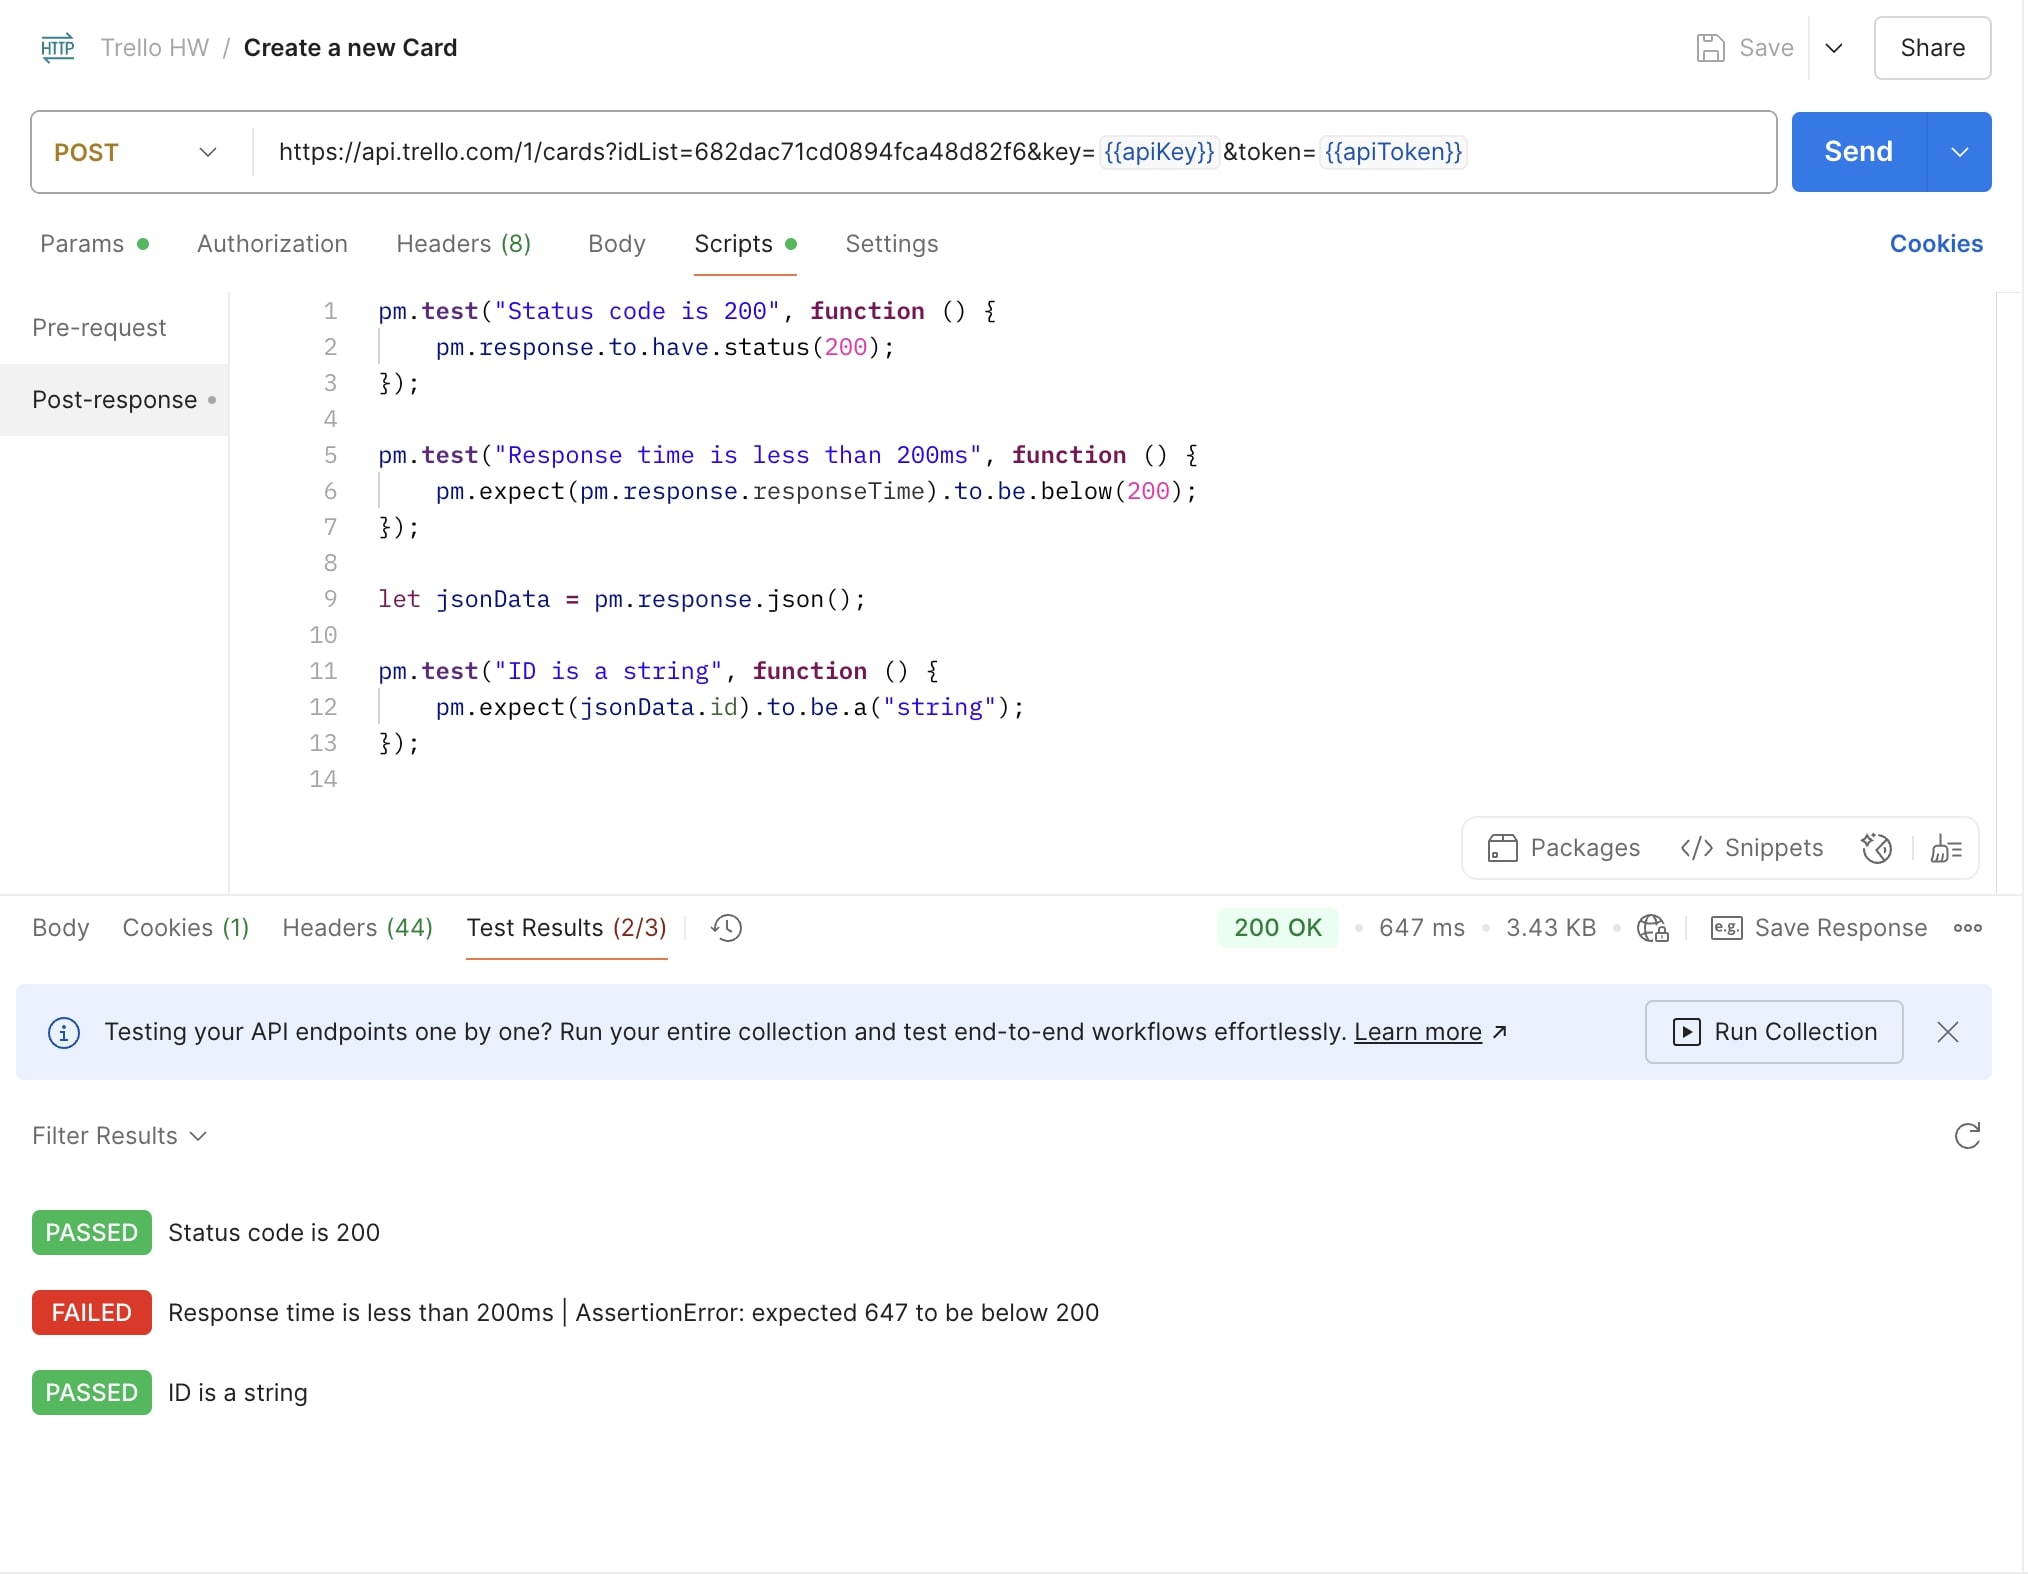 HTTP Trello HW / Create a new Card Save Share
POST https://api.trello.com/1/cards?idList=682dac71cd0894fca48d82f6&key={{apiKey}}&token={{apiToken}} Send
Params Authorization Headers (8) Body Scripts Settings Cookies
Pre-request
Post-response
1 pm.test("Status code is 200", function () {
2 pm.response.to.have.status(200);
3 });
4
5 pm.test("Response time is less than 200ms", function () {
6 pm.expect(pm.response.responseTime).to.be.below(200);
7 });
8
9 let jsonData = pm.response.json();
10
11 pm.test("ID is a string", function () {
12 pm.expect(jsonData.id).to.be.a("string");
13 });
14
Packages </> Snippets
Body Cookies (1) Headers (44) Test Results (2/3) 200 OK • 647 ms • 3.43 KB • e.g. Save Response
Testing your API endpoints one by one? Run your entire collection and test end-to-end workflows effortlessly. Learn more ↗ Run Collection
Filter Results
PASSED Status code is 200
FAILED Response time is less than 200ms | AssertionError: expected 647 to be below 200
PASSED ID is a string